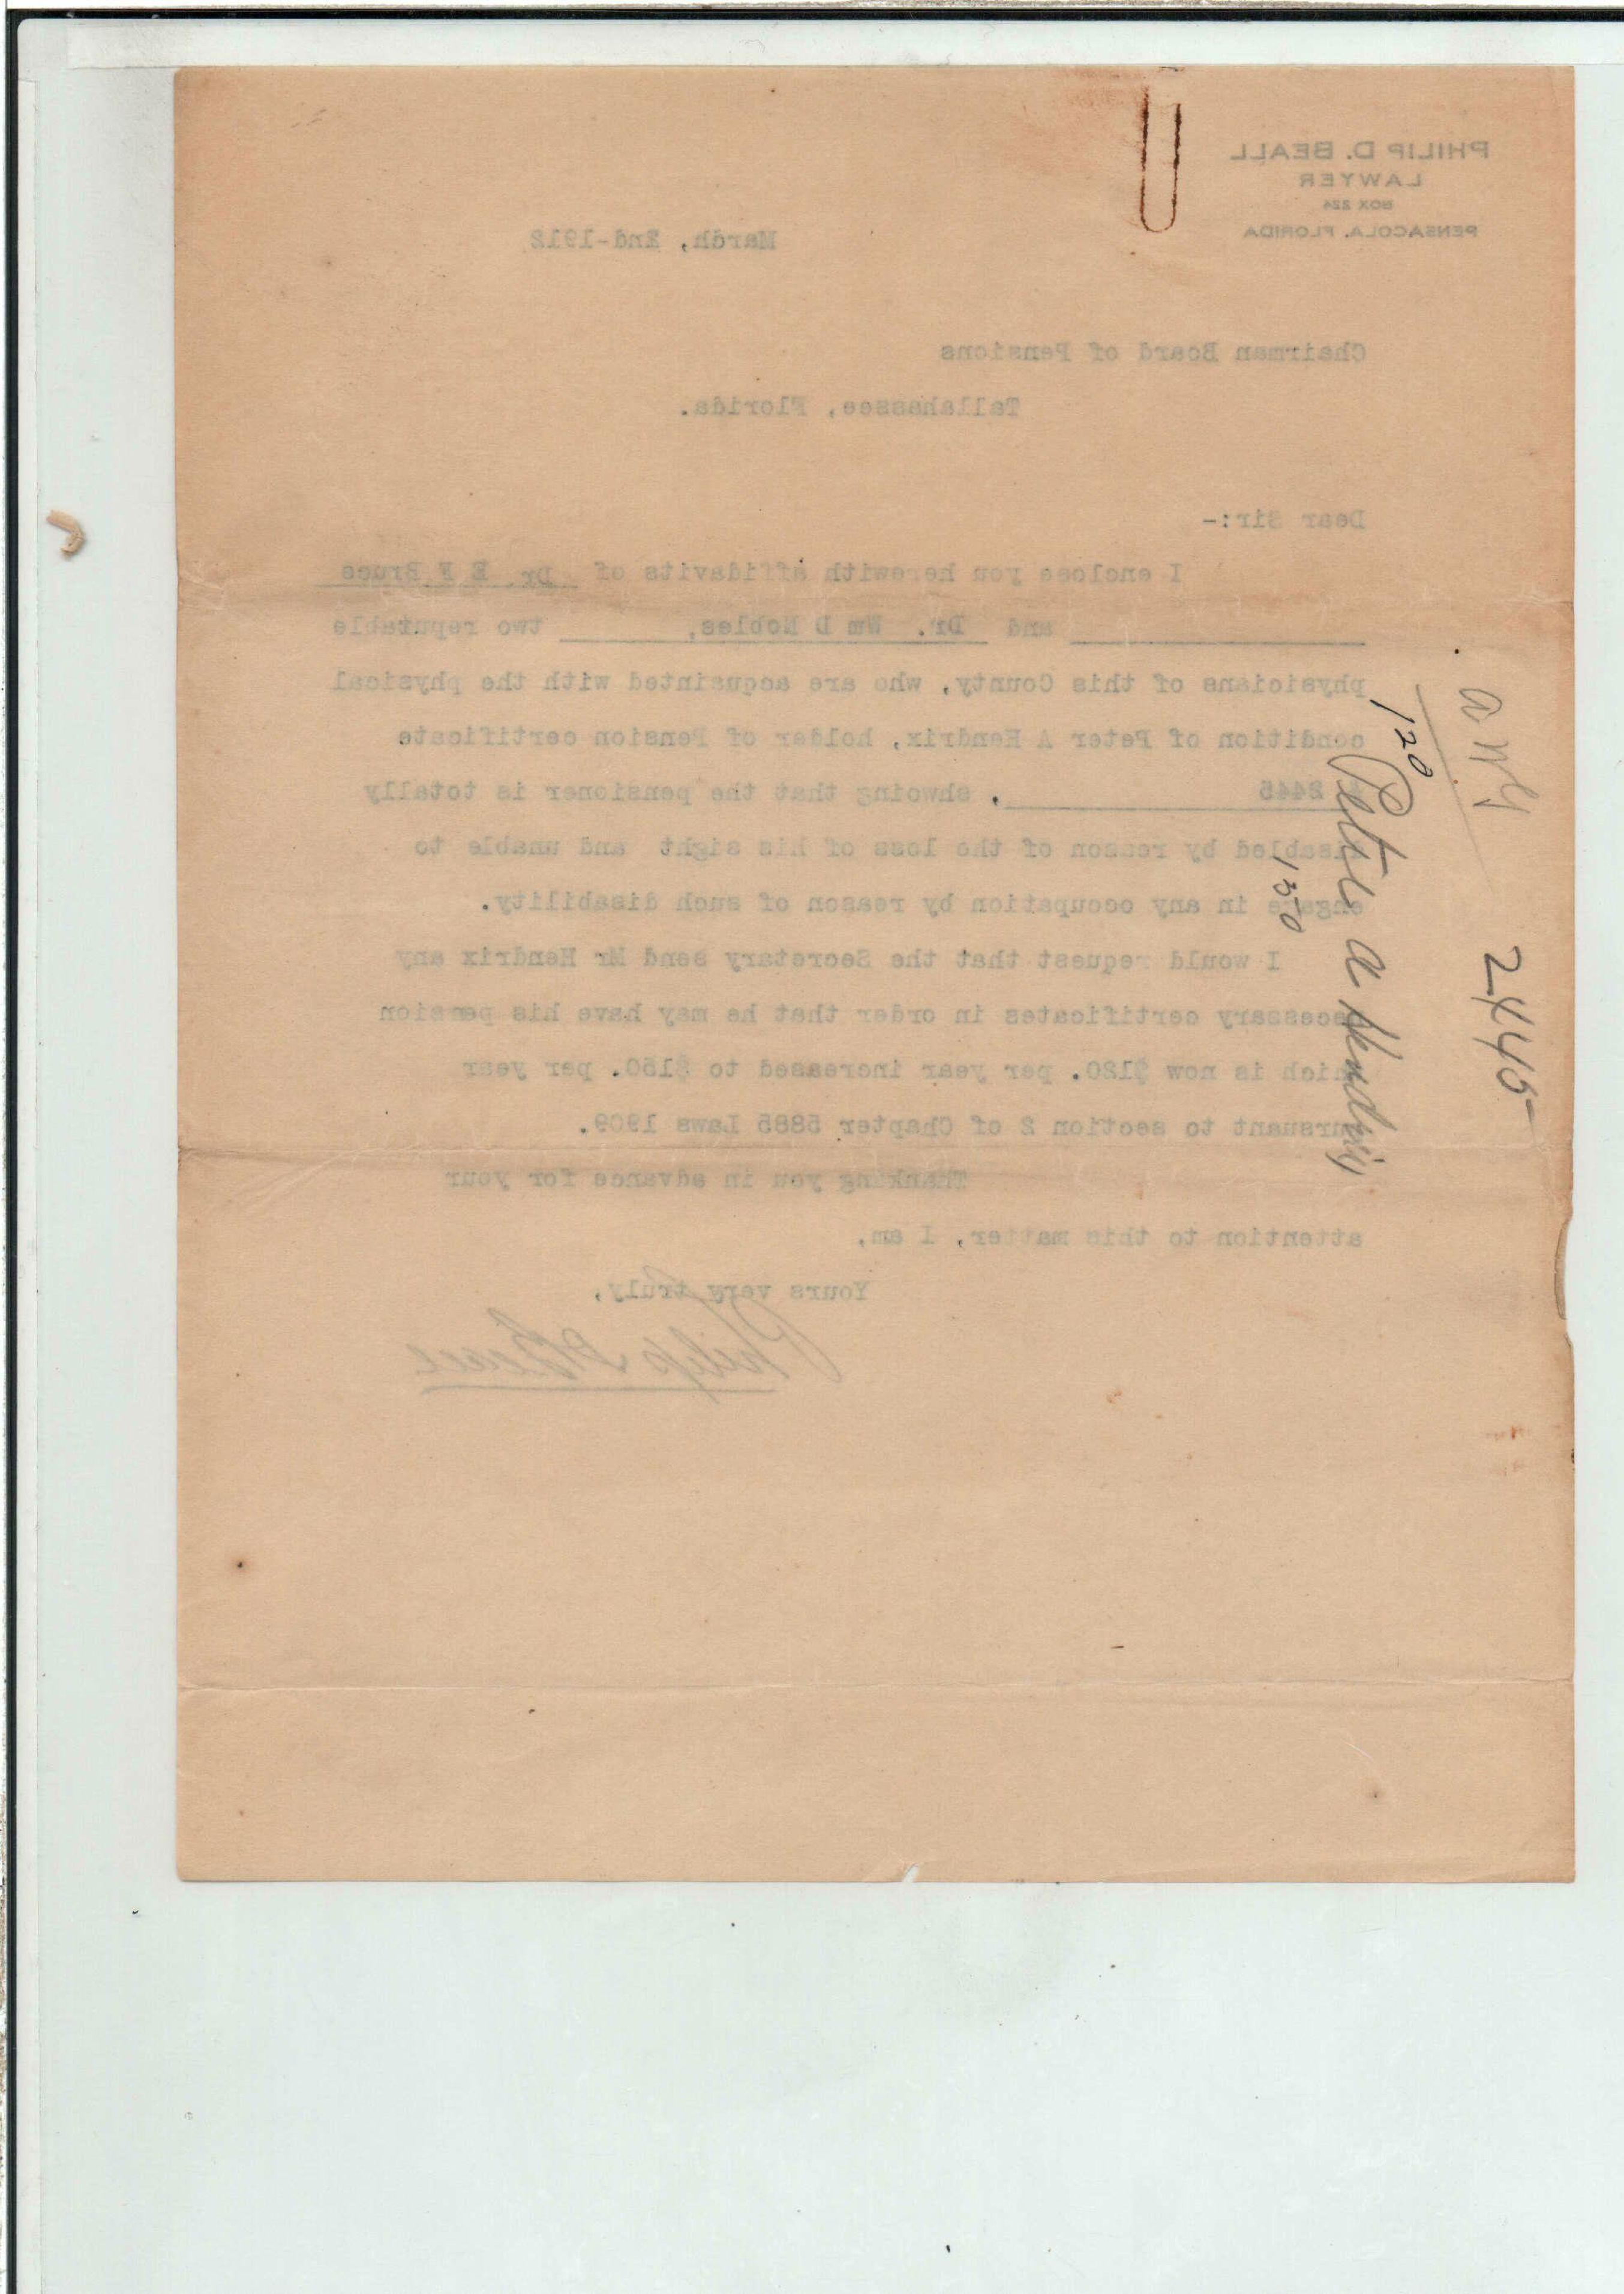 PHILIP D. BEALL
LAWYER
BOX 224
PENSACOLA, FLORIDA
March, 2nd-1912
Chairman Board of Pensions
Tallahassee, Florida.
Dear Sir:-
I enclose you herewith affidavits of Dr. E F Bruce
and Dr. Wm D Nobles, two reputable
physicians of this County, who are acquainted with the physical
condition of Peter A Hendrix, holder of Pension certificate
2445 . shwoing that the pensioner is totally
disabled by reason of the loss of his sight and unable to
engage in any occupation by reason of such disability.
I would request that the Secretary send Mr Hendrix any
necessary certificates in order that he may have his pension
which is now $120. per year increased to $150. per year
pursuant to section 2 of Chapter 5885 Laws 1909.
Thanking you in advance for your
attention to this matter, I am,
Yours very truly,
Philip D Beall
2445
120
Peter A Hendrix
150